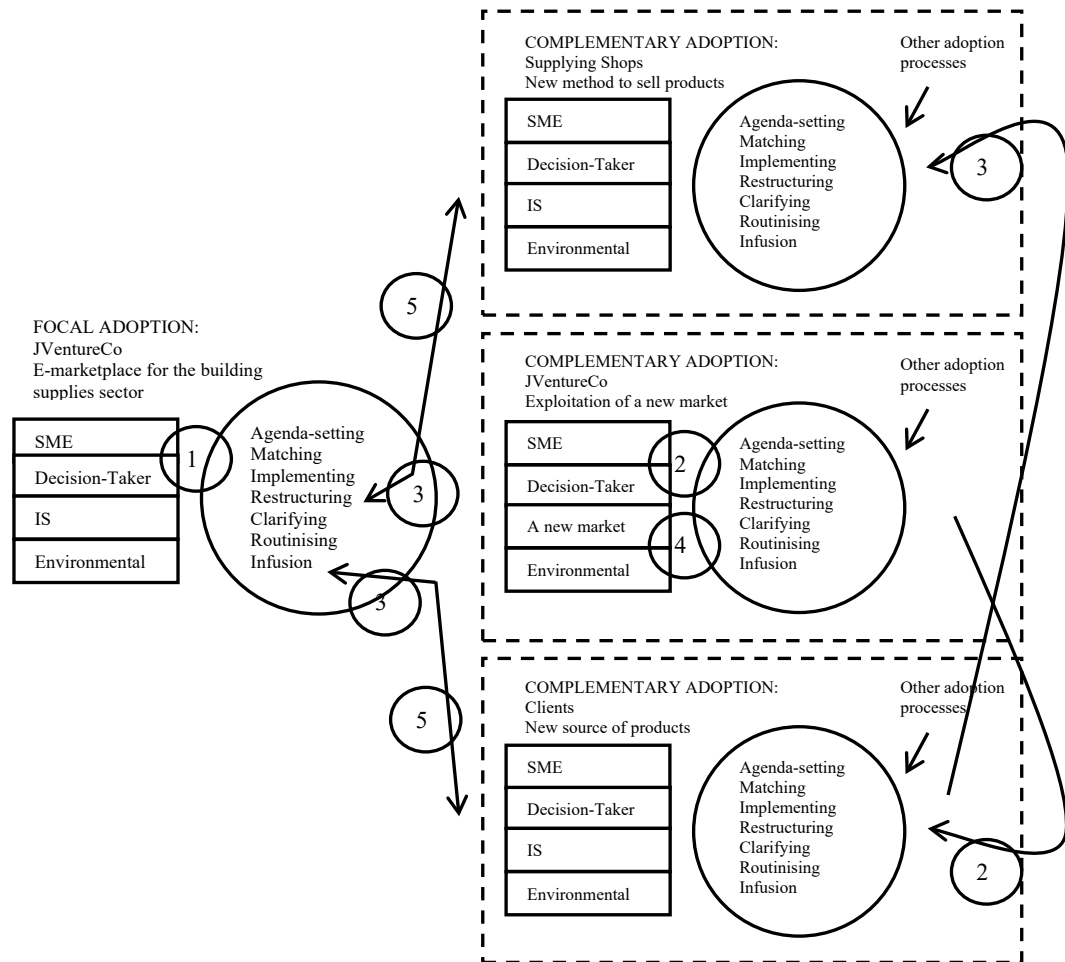 COMPLEMENTARY ADOPTION:
Supplying Shops
New method to sell products
Other adoption
processes
SME
Decision-Taker
IS
Environmental
Agenda-setting
Matching
Implementing
Restructuring
Clarifying
Routinising
Infusion
3
5
FOCAL ADOPTION:
JVentureCo
E-marketplace for the building
supplies sector
SME
Decision-Taker
IS
Environmental
1
Agenda-setting
Matching
Implementing
Restructuring
Clarifying
Routinising
Infusion
3
3
5
COMPLEMENTARY ADOPTION:
JVentureCo
Exploitation of a new market
Other adoption
processes
SME
Decision-Taker
A new market
Environmental
2
4
Agenda-setting
Matching
Implementing
Restructuring
Clarifying
Routinising
Infusion
COMPLEMENTARY ADOPTION:
Clients
New source of products
Other adoption
processes
SME
Decision-Taker
IS
Environmental
Agenda-setting
Matching
Implementing
Restructuring
Clarifying
Routinising
Infusion
2